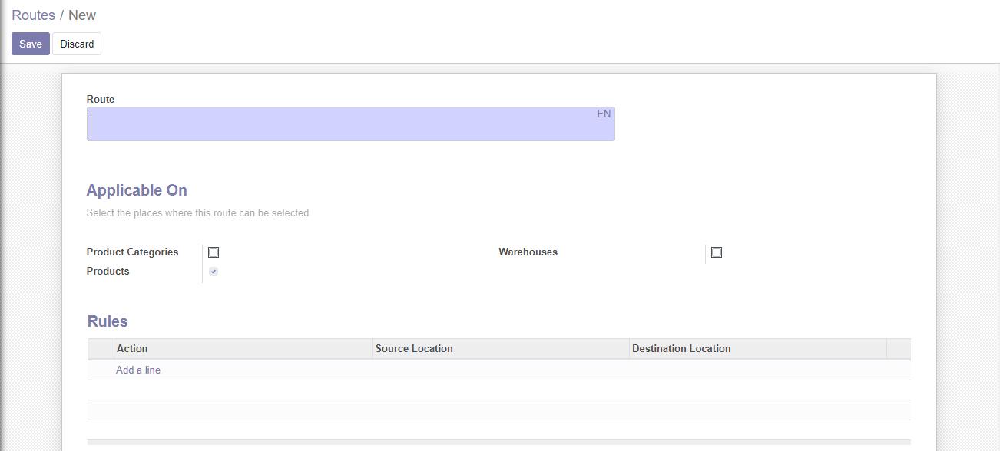 Routes / New
Save Discard
Route
EN
Applicable On
Select the places where this route can be selected
Product Categories Warehouses
Products
Rules
Action Source Location Destination Location
Add a line